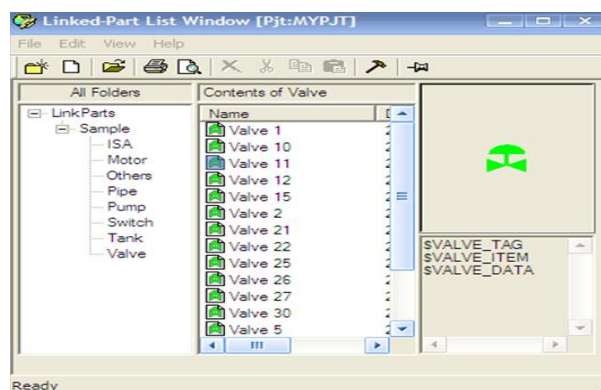 Linked-Part List Window [Pjt:MYPJT]
File Edit View Help
All Folders
Contents of Valve
LinkParts
Sample
ISA
Motor
Others
Pipe
Pump
Switch
Tank
Valve
Name
Valve 1
Valve 10
Valve 11
Valve 12
Valve 15
Valve 2
Valve 21
Valve 22
Valve 25
Valve 26
Valve 27
Valve 30
Valve 5
$VALVE_TAG
$VALVE_ITEM
$VALVE_DATA
Ready